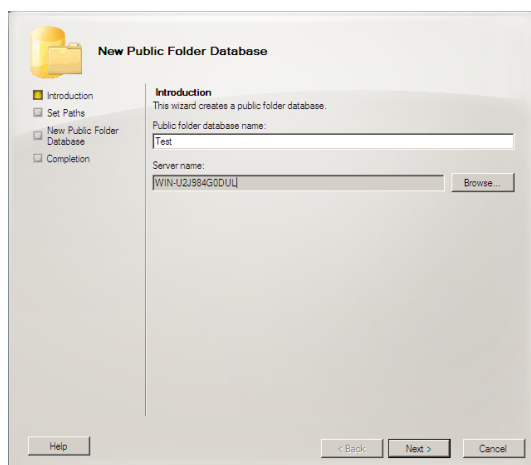 New Public Folder Database
Introduction
Set Paths
New Public Folder
Database
Completion
Introduction
This wizard creates a public folder database.
Public folder database name:
Test
Server name:
WIN-U2J984G0DUL
Browse...
Help
< Back
Next >
Cancel